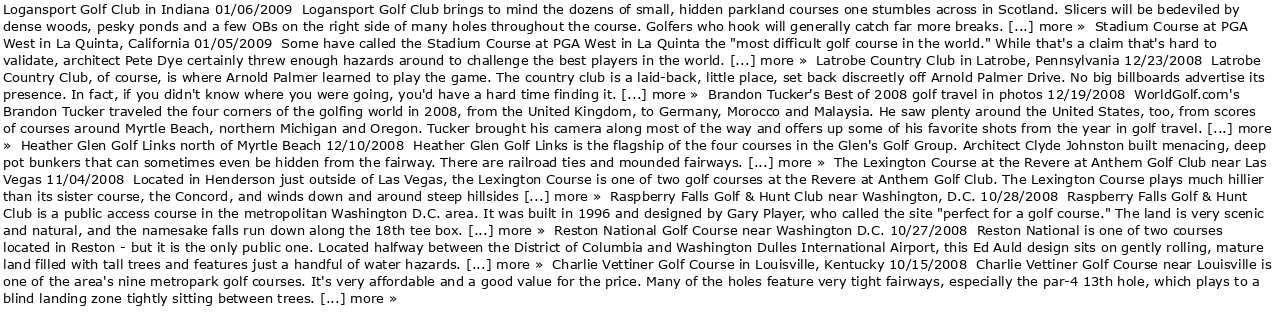 Logansport Golf Club in Indiana 01/06/2009  Logansport Golf Club brings to mind the dozens of small, hidden parkland courses one stumbles across in Scotland. Slicers will be bedeviled by
dense woods, pesky ponds and a few OBs on the right side of many holes throughout the course. Golfers who hook will generally catch far more breaks. [...] more »  Stadium Course at PGA
West in La Quinta, California 01/05/2009  Some have called the Stadium Course at PGA West in La Quinta the "most difficult golf course in the world." While that's a claim that's hard to
validate, architect Pete Dye certainly threw enough hazards around to challenge the best players in the world. [...] more »  Latrobe Country Club in Latrobe, Pennsylvania 12/23/2008  Latrobe
Country Club, of course, is where Arnold Palmer learned to play the game. The country club is a laid-back, little place, set back discreetly off Arnold Palmer Drive. No big billboards advertise its
presence. In fact, if you didn't know where you were going, you'd have a hard time finding it. [...] more »  Brandon Tucker's Best of 2008 golf travel in photos 12/19/2008  WorldGolf.com's
Brandon Tucker traveled the four corners of the golfing world in 2008, from the United Kingdom, to Germany, Morocco and Malaysia. He saw plenty around the United States, too, from scores
of courses around Myrtle Beach, northern Michigan and Oregon. Tucker brought his camera along most of the way and offers up some of his favorite shots from the year in golf travel. [...] more
»  Heather Glen Golf Links north of Myrtle Beach 12/10/2008  Heather Glen Golf Links is the flagship of the four courses in the Glen's Golf Group. Architect Clyde Johnston built menacing, deep
pot bunkers that can sometimes even be hidden from the fairway. There are railroad ties and mounded fairways. [...] more »  The Lexington Course at the Revere at Anthem Golf Club near Las
Vegas 11/04/2008  Located in Henderson just outside of Las Vegas, the Lexington Course is one of two golf courses at the Revere at Anthem Golf Club. The Lexington Course plays much hillier
than its sister course, the Concord, and winds down and around steep hillsides [...] more »  Raspberry Falls Golf & Hunt Club near Washington, D.C. 10/28/2008  Raspberry Falls Golf & Hunt
Club is a public access course in the metropolitan Washington D.C. area. It was built in 1996 and designed by Gary Player, who called the site "perfect for a golf course." The land is very scenic
and natural, and the namesake falls run down along the 18th tee box. [...] more »  Reston National Golf Course near Washington D.C. 10/27/2008  Reston National is one of two courses
located in Reston - but it is the only public one. Located halfway between the District of Columbia and Washington Dulles International Airport, this Ed Auld design sits on gently rolling, mature
land filled with tall trees and features just a handful of water hazards. [...] more »  Charlie Vettiner Golf Course in Louisville, Kentucky 10/15/2008  Charlie Vettiner Golf Course near Louisville is
one of the area's nine metropark golf courses. It's very affordable and a good value for the price. Many of the holes feature very tight fairways, especially the par-4 13th hole, which plays to a
blind landing zone tightly sitting between trees. [...] more »